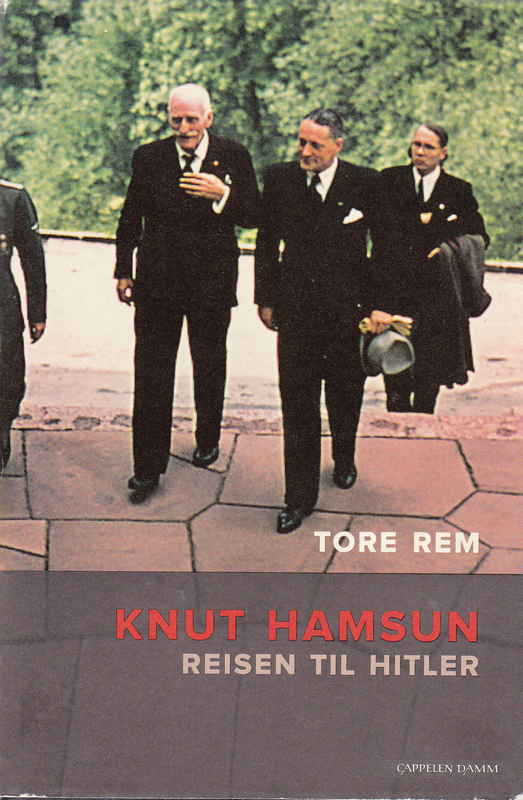 TORE REM
KNUT HAMSUN
REISEN TIL HITLER
CAPPELEN DAMM